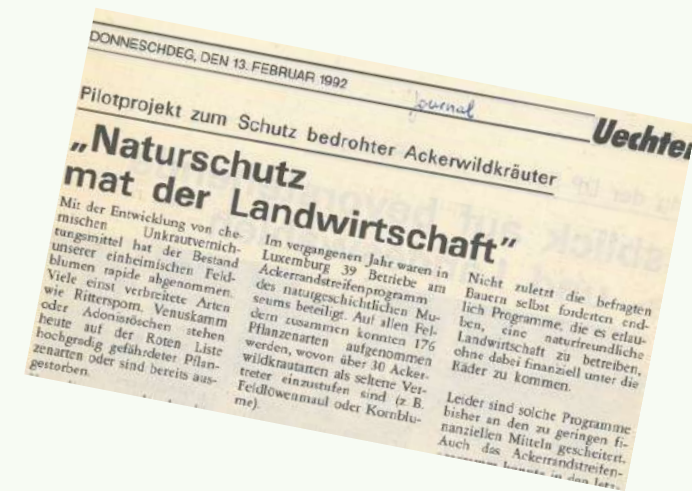 DONNESCHDEG, DEN 13. FEBRUAR 1992
Journal
Uechter
Pilotprojekt zum Schutz bedrohter Ackerwildkräuter
„Naturschutz
mat der Landwirtschaft"
Mit der Entwicklung von che-
mischen Unkrautvernich-
tungsmittel hat der Bestand
unserer einheimischen Feld-
blumen rapide abgenommen.
Viele einst verbreitete Arten
wie Rittersporn, Venuskamm
oder Adonisröschen stehen
heute auf der Roten Liste
hochgradig gefährdeter Pflan-
zenarten oder sind bereits aus-
gestorben.
Im vergangenen Jahr waren in
Luxemburg 39 Betriebe am
Ackerrandstreifenprogramm
des naturgeschichtlichen Mu-
seums beteiligt. Auf allen Fel-
dern zusammen konnten 176
Pflanzenarten aufgenommen
werden, wovon über 30 Acker-
wildkrautarten als seltene Ver-
treter einzustufen sind (z B.
Feldlöwenmaul oder Kornblu-
me).
Nicht zuletzt die befragten
Bauern selbst forderten end-
lich Programme, die es erlau-
ben, eine naturfreundliche
Landwirtschaft zu betreiben,
ohne dabei finanziell unter die
Räder zu kommen.
Leider sind solche Programme
bisher an den zu geringen fi-
nanziellen Mitteln gescheitert.
Auch das Ackerrandstreifen-